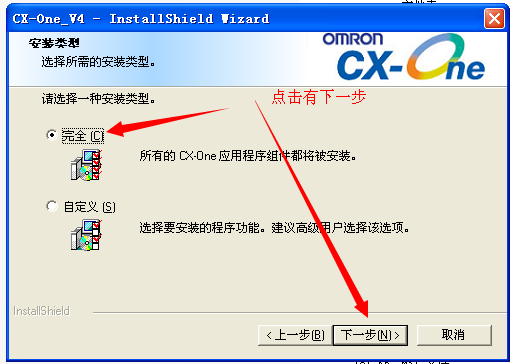 CX-One_V4 - InstallShield Wizard
安装类型
选择所需的安装类型。
OMRON
CX-One
请选择一种安装类型。
点击有下一步
完全 (C)
所有的 CX-One 应用程序组件都将被安装。
自定义 (S)
选择要安装的程序功能。建议高级用户选择该选项。
InstallShield
<上一步(B)
下一步(N)>
取消